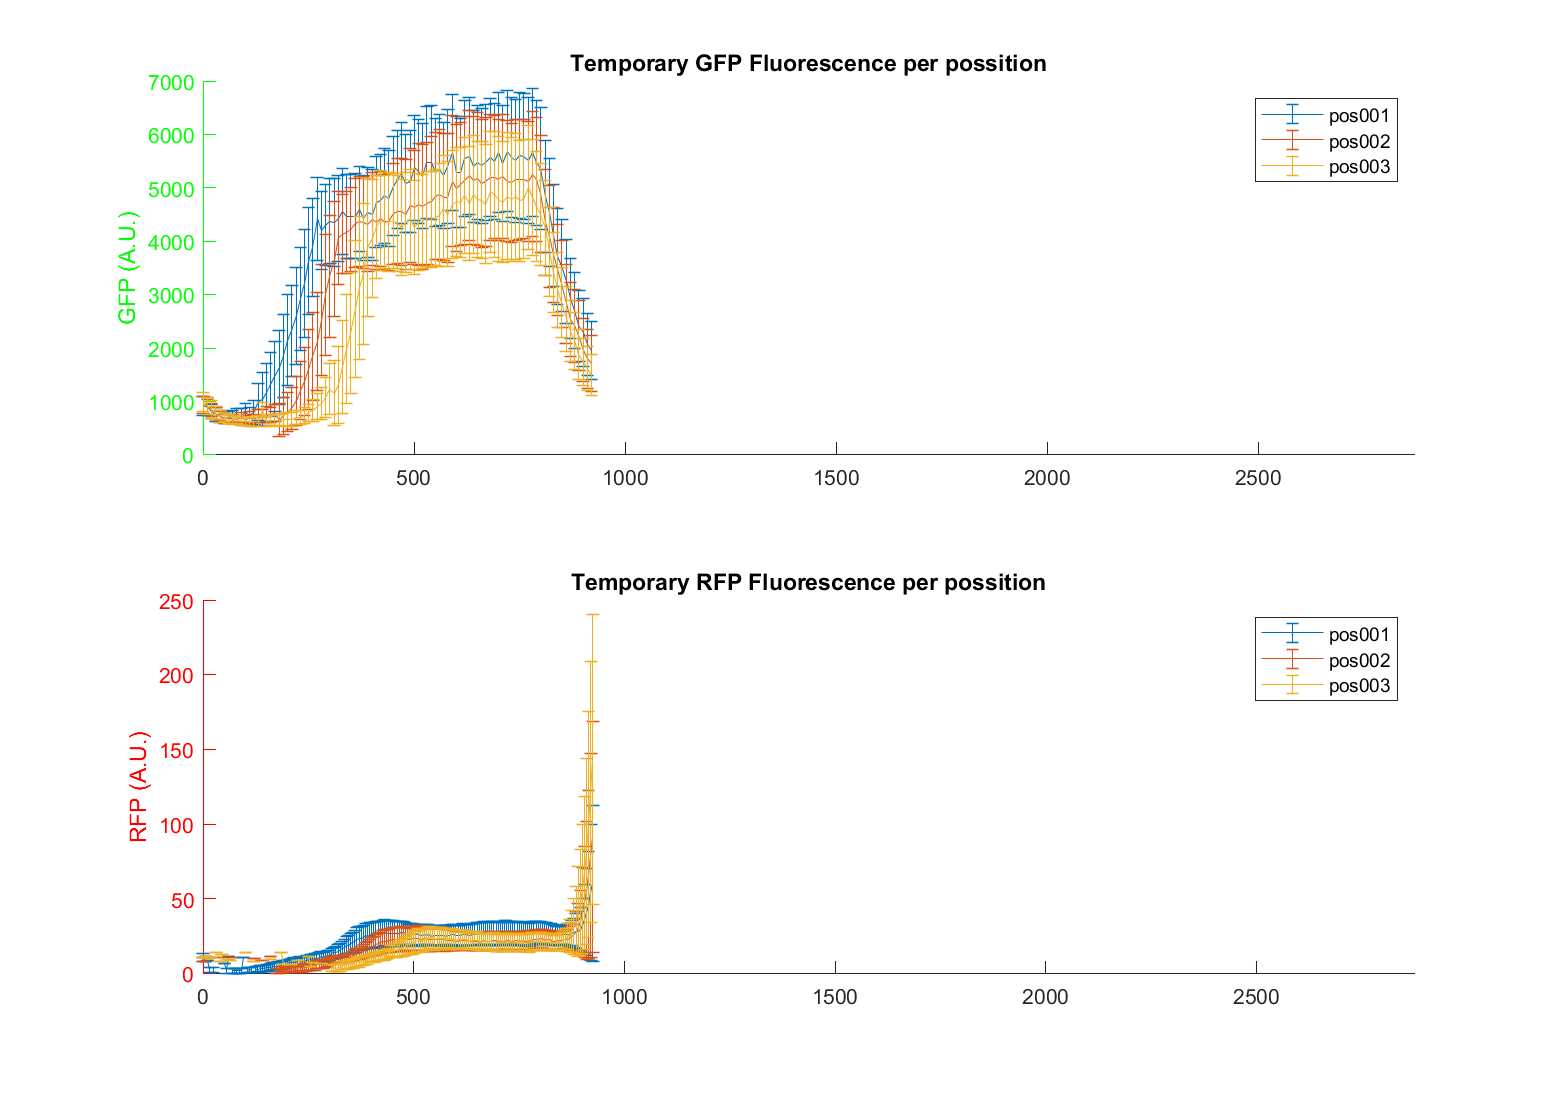 Temporary GFP Fluorescence per possition
7000
6000
5000
4000
3000
2000
1000
0
GFP (A.U.)
pos001
pos002
pos003
0 500 1000 1500 2000 2500
Temporary RFP Fluorescence per possition
250
200
150
100
50
0
RFP (A.U.)
pos001
pos002
pos003
0 500 1000 1500 2000 2500